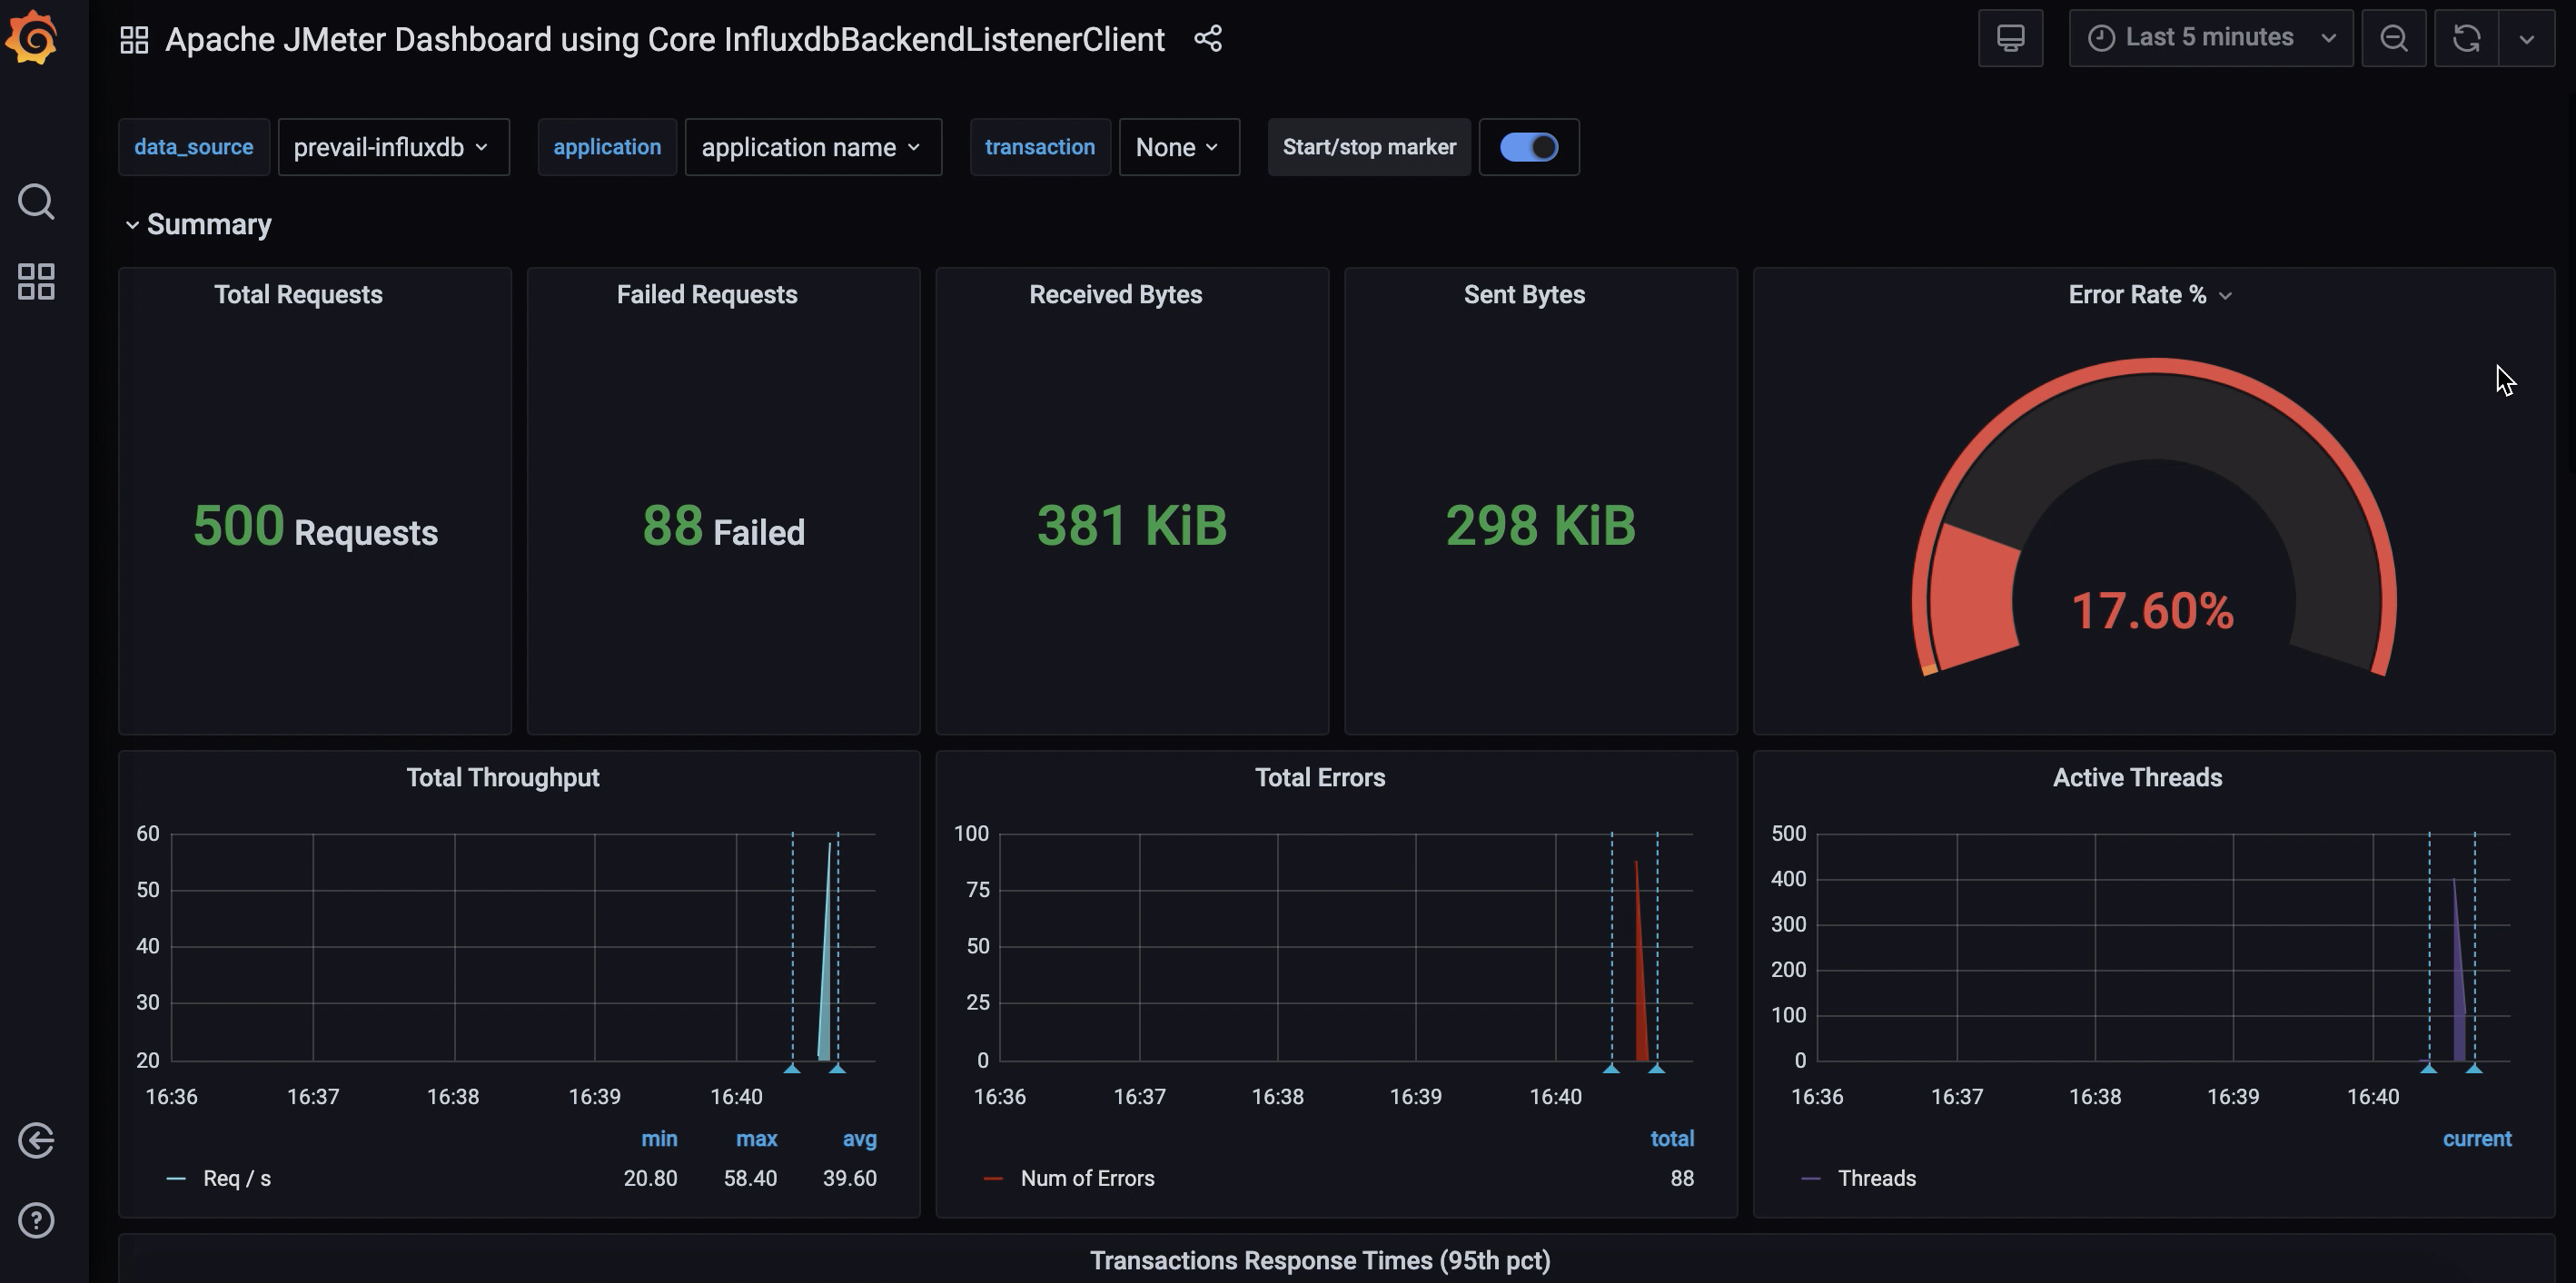 Apache JMeter Dashboard using Core InfluxdbBackendListenerClient
Last 5 minutes
data_source prevail-influxdb application application name transaction None Start/stop marker
Summary
Total Requests
500 Requests
Failed Requests
88 Failed
Received Bytes
381 KiB
Sent Bytes
298 KiB
Error Rate %
17.60%
Total Throughput
60
50
40
30
20
16:36 16:37 16:38 16:39 16:40
min max avg
Req / s 20.80 58.40 39.60
Total Errors
100
75
50
25
0
16:36 16:37 16:38 16:39 16:40
total
Num of Errors 88
Active Threads
500
400
300
200
100
0
16:36 16:37 16:38 16:39 16:40
current
Threads
Transactions Response Times (95th pct)